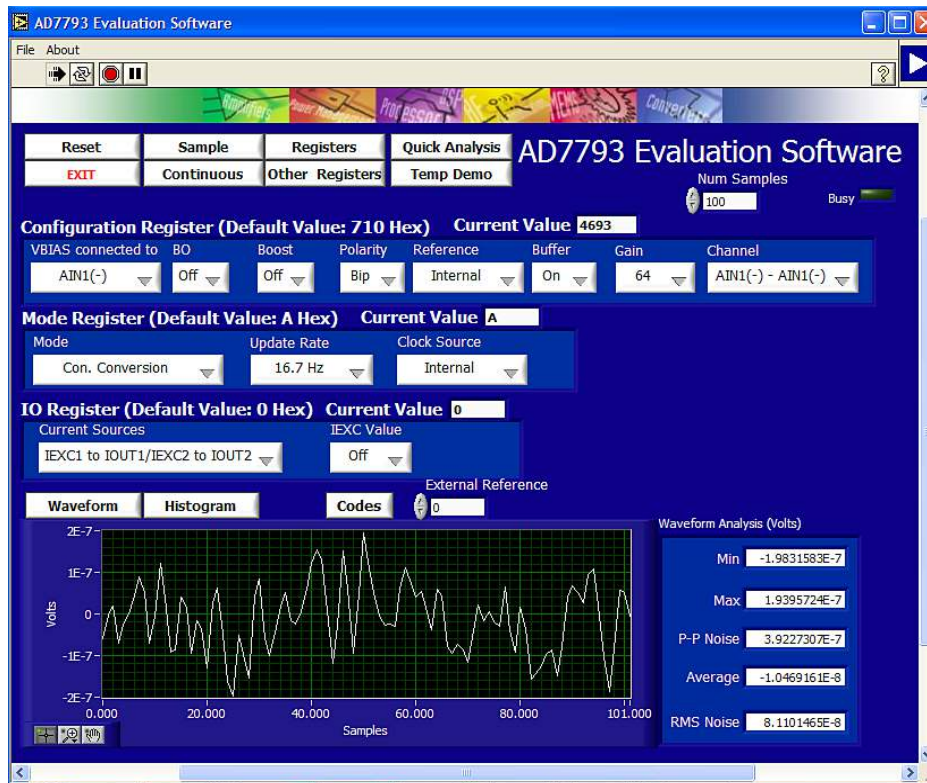 AD7793 Evaluation Software
File About
Amplifiers Power Management Processors DSP MEMS Converters
Reset Sample Registers Quick Analysis
AD7793 Evaluation Software
EXIT Continuous Other Registers Temp Demo
Num Samples
100
Busy
Configuration Register (Default Value: 710 Hex) Current Value 4693
VBIAS connected to BO Boost Polarity Reference Buffer Gain Channel
AIN1(-) Off Off Bip Internal On 64 AIN1(-) - AIN1(-)
Mode Register (Default Value: A Hex) Current Value A
Mode Update Rate Clock Source
Con. Conversion 16.7 Hz Internal
IO Register (Default Value: 0 Hex) Current Value 0
Current Sources IEXC Value
IEXC1 to IOUT1/IEXC2 to IOUT2 Off
External Reference
Waveform Histogram Codes 0
Waveform Analysis (Volts)
2E-7
1E-7
0
-1E-7
-2E-7
Volts
0.000 20.000 40.000 60.000 80.000 101.000
Samples
Min -1.9831583E-7
Max 1.9395724E-7
P-P Noise 3.9227307E-7
Average -1.0469161E-8
RMS Noise 8.1101465E-8